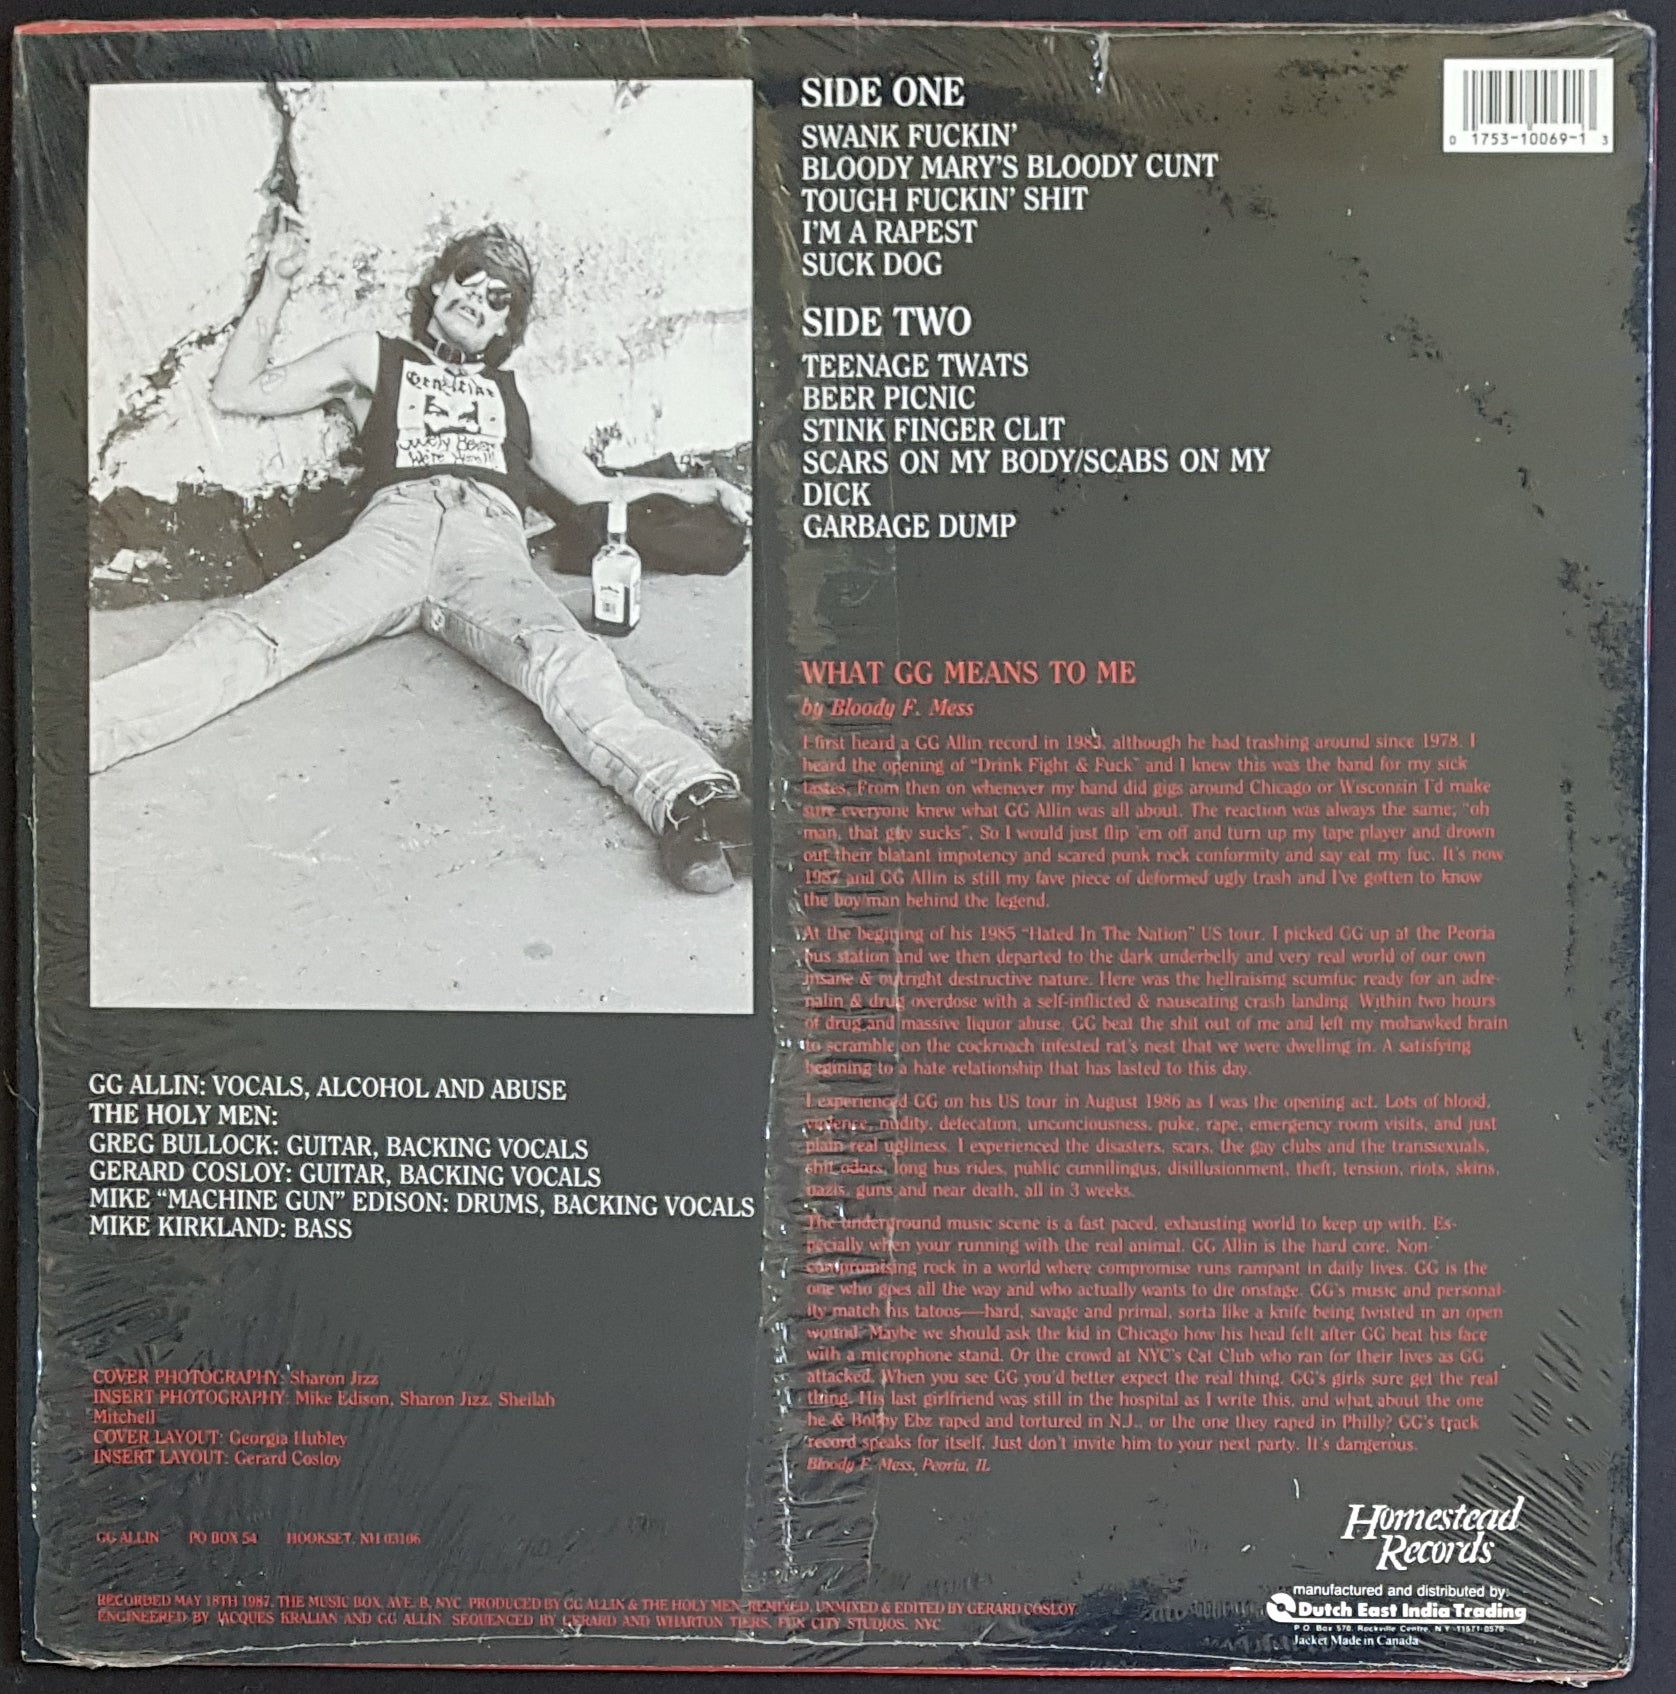 SIDE ONE
SWANK FUCKIN'
BLOODY MARY'S BLOODY CUNT
TOUGH FUCKIN' SHIT
I'M A RAPEST
SUCK DOG
SIDE TWO
TEENAGE TWATS
BEER PICNIC
STINK FINGER CLIT
SCARS ON MY BODY/SCABS ON MY
DICK
GARBAGE DUMP
0 1753-10069-1 3
WHAT GG MEANS TO ME
by Bloody F. Mess
I first heard a GG Allin record in 1983, although he had trashing around since 1978. I
heard the opening of "Drink Fight & Fuck" and I knew this was the band for my sick
tastes. From then on whenever my band did gigs around Chicago or Wisconsin I'd make
sure everyone knew what GG Allin was all about. The reaction was always the same; "oh
man, that guy sucks". So I would just flip 'em off and turn up my tape player and drown
out their blatant impotency and scared punk rock conformity and say eat my fuc. It's now
1987 and GG Allin is still my fave piece of deformed ugly trash and I've gotten to know
the boy/man behind the legend.
At the begining of his 1985 "Hated In The Nation" US tour, I picked GG up at the Peoria
bus station and we then departed to the dark underbelly and very real world of our own
insane & outright destructive nature. Here was the hellraising scumfuc ready for an adre-
nalin & drug overdose with a self-inflicted & nauseating crash landing. Within two hours
of drug and massive liquor abuse, GG beat the shit out of me and left my mohawked brain
to scramble on the cockroach infested rat's nest that we were dwelling in. A satisfying
begining to a hate relationship that has lasted to this day.
I experienced GG on his US tour in August 1986 as I was the opening act. Lots of blood,
violence, nudity, defecation, unconciousness, puke, rape, emergency room visits, and just
plain real ugliness. I experienced the disasters, scars, the gay clubs and the transsexuals,
shit odors, long bus rides, public cunnilingus, disillusionment, theft, tension, riots, skins,
nazis, guns and near death, all in 3 weeks.
The underground music scene is a fast paced, exhausting world to keep up with. Es-
pecially when your running with the real animal. GG Allin is the hard core. Non-
compromising rock in a world where compromise runs rampant in daily lives. GG is the
one who goes all the way and who actually wants to die onstage. GG's music and personal-
ity match his tatoos—hard, savage and primal, sorta like a knife being twisted in an open
wound. Maybe we should ask the kid in Chicago how his head felt after GG beat his face
with a microphone stand. Or the crowd at NYC's Cat Club who ran for their lives as GG
attacked. When you see GG you'd better expect the real thing. GG's girls sure get the real
thing. His last girlfriend was still in the hospital as I write this, and what about the one
he & Bobby Ebz raped and tortured in N.J., or the one they raped in Philly? GG's track
record speaks for itself. Just don't invite him to your next party. It's dangerous.
Bloody F. Mess, Peoria, IL
GG ALLIN: VOCALS, ALCOHOL AND ABUSE
THE HOLY MEN:
GREG BULLOCK: GUITAR, BACKING VOCALS
GERARD COSLOY: GUITAR, BACKING VOCALS
MIKE "MACHINE GUN" EDISON: DRUMS, BACKING VOCALS
MIKE KIRKLAND: BASS
COVER PHOTOGRAPHY: Sharon Jizz
INSERT PHOTOGRAPHY: Mike Edison, Sharon Jizz, Sheilah
Mitchell
COVER LAYOUT: Georgia Hubley
INSERT LAYOUT: Gerard Cosloy
GG ALLIN PO BOX 54 HOOKSET, NH 03106
RECORDED MAY 18TH 1987, THE MUSIC BOX, AVE. B, NYC. PRODUCED BY GG ALLIN & THE HOLY MEN. REMIXED, UNMIXED & EDITED BY GERARD COSLOY.
ENGINEERED BY JACQUES KRALIAN AND GG ALLIN. SEQUENCED BY GERARD AND WHARTON TIERS, FUN CITY STUDIOS, NYC.
Homestead
Records
manufactured and distributed by:
Dutch East India Trading
P.O. Box 570, Rockville Centre, N.Y. 11571-0570
Jacket Made in Canada